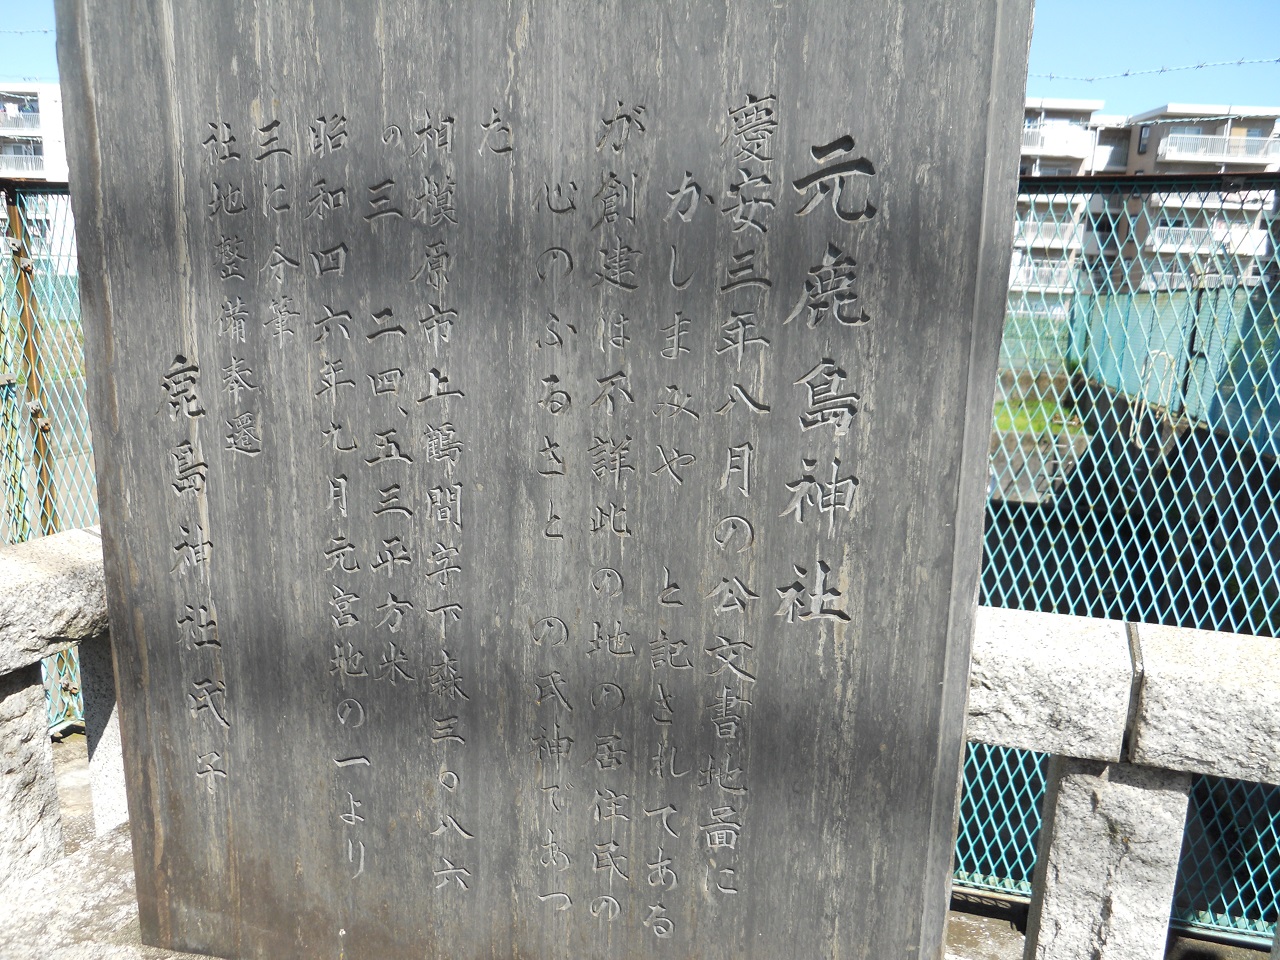 元鹿島神社
慶安三年八月の公文書地畾に
かしまみや と記されてある
が創建は不詳此の地の居住民の
心のふるさと の氏神であつ
た
相模原市上鶴間字下森三〇八六
の三 二四、五三平方米
昭和四六年九月元宮地の一より
三に分筆
社地整備奉遷
鹿島神社氏子